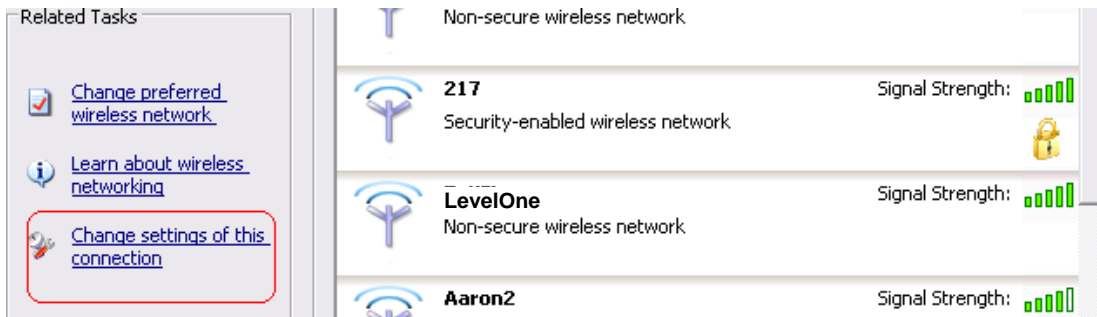 Related Tasks
Change preferred
wireless network
Learn about wireless
networking
Change settings of this
connection
Non-secure wireless network
217
Signal Strength:
Security-enabled wireless network
LevelOne
Signal Strength:
Non-secure wireless network
Aaron2
Signal Strength: